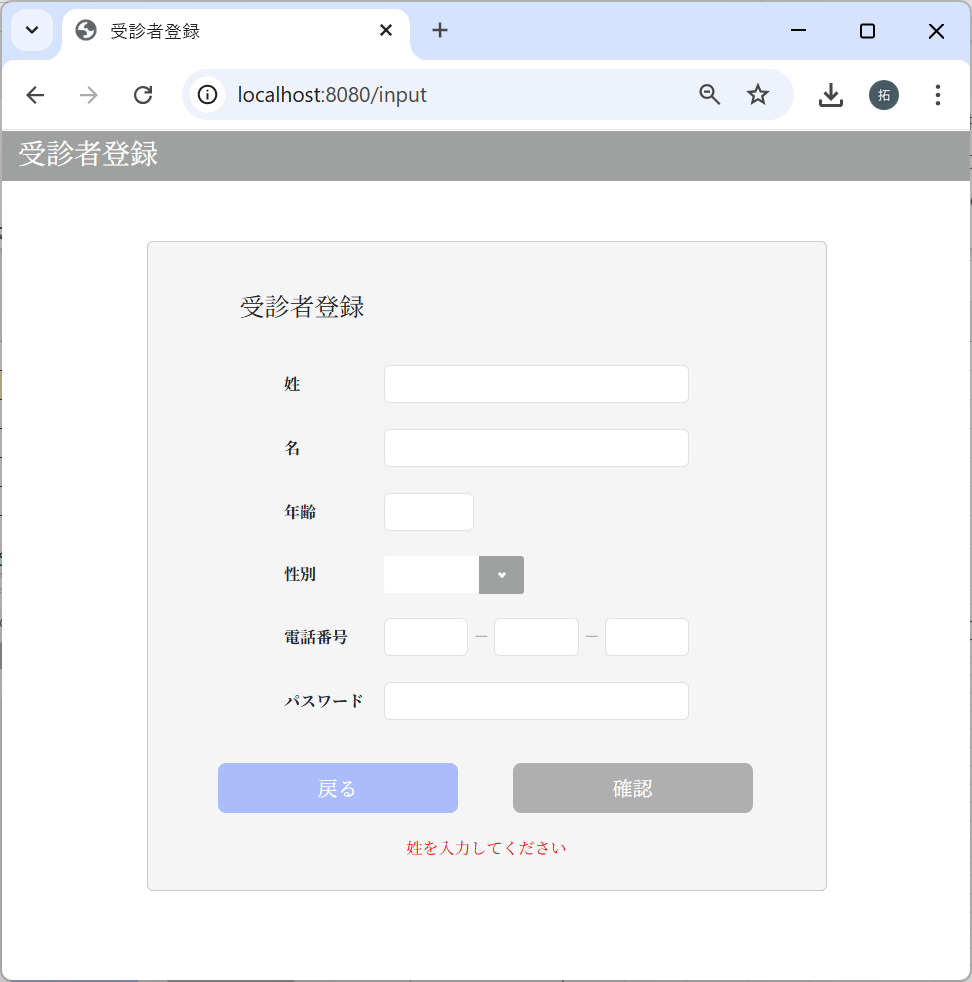 受診者登録
localhost:8080/input
拓
受診者登録
受診者登録
姓
名
年齢
性別
電話番号 － －
パスワード
戻る 確認
姓を入力してください